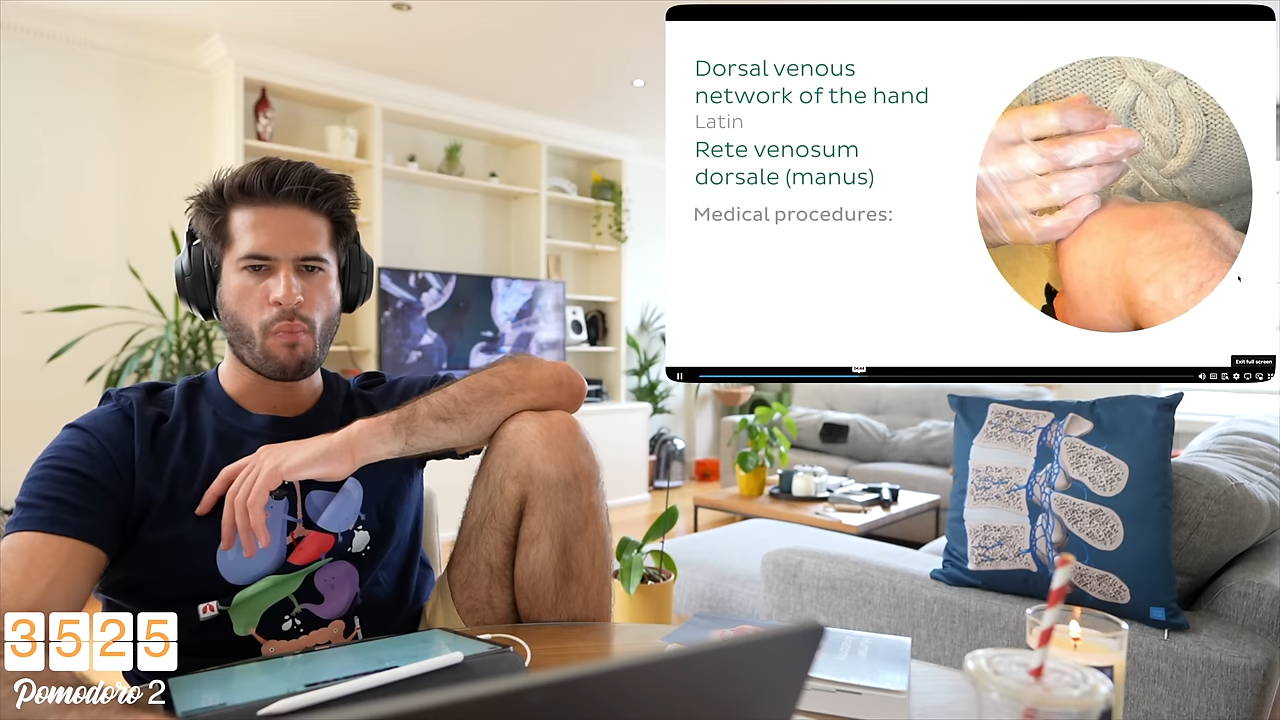 Dorsal venous
network of the hand
Latin
Rete venosum
dorsale (manus)
Medical procedures:
Exit full screen
3525
Pomodoro 2